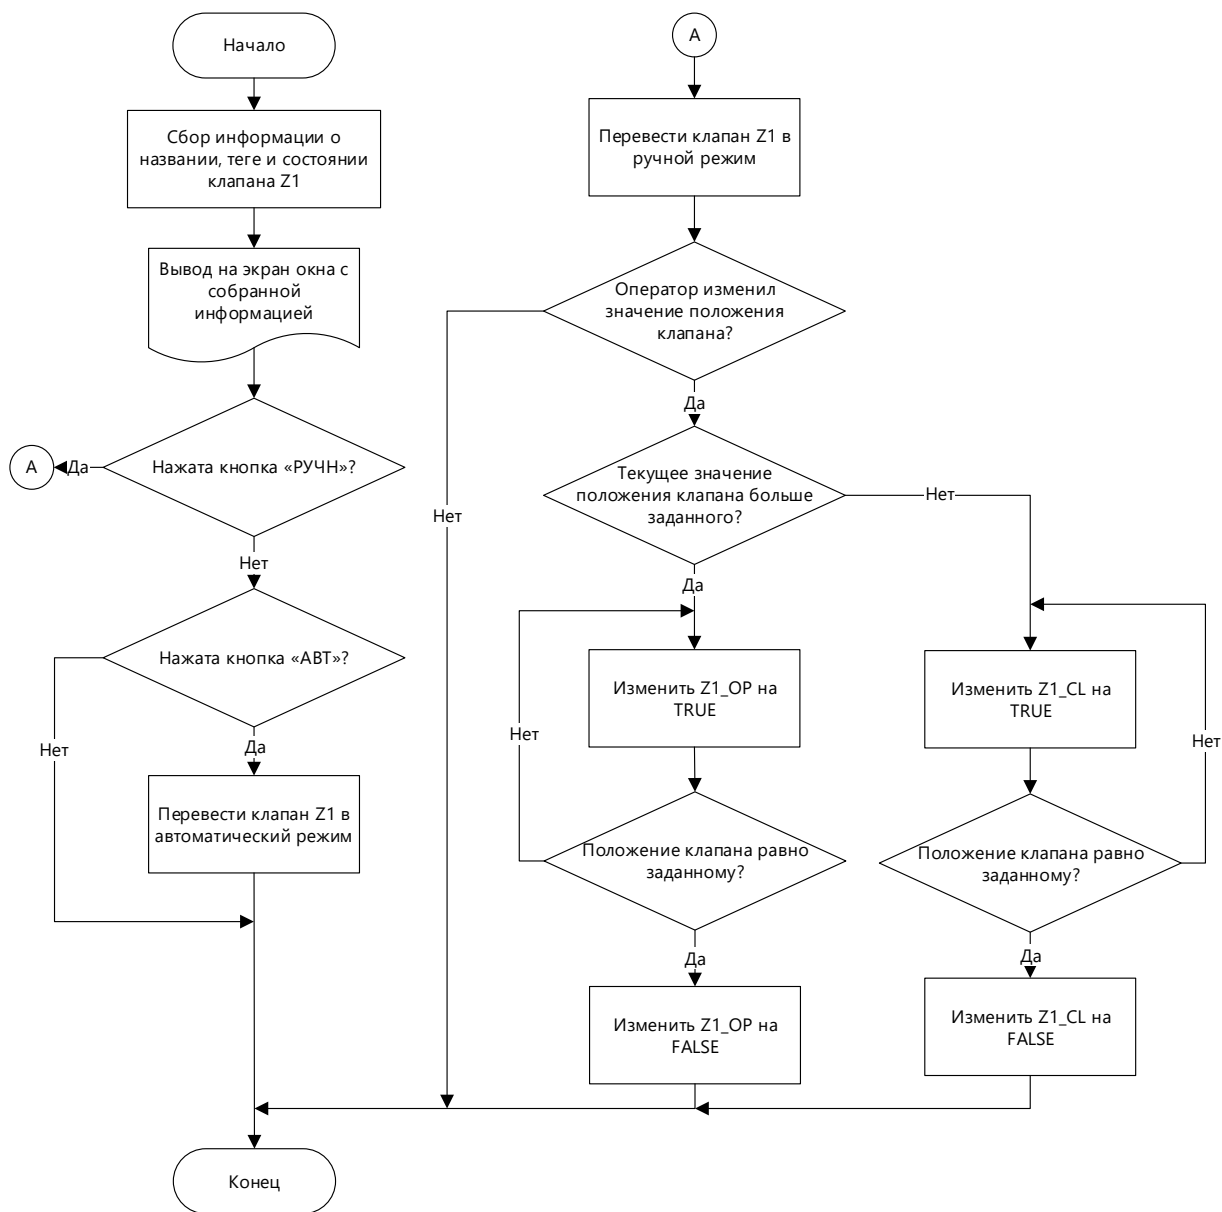 Начало
Сбор информации о
названии, теге и состоянии
клапана Z1
Вывод на экран окна с
собранной
информацией
Нажата кнопка «РУЧН»?
Да
А
Нет
Нажата кнопка «АВТ»?
Нет
Да
Перевести клапан Z1 в
автоматический режим
Конец
А
Перевести клапан Z1 в
ручной режим
Оператор изменил
значение положения
клапана?
Нет
Да
Текущее значение
положения клапана больше
заданного?
Нет
Да
Изменить Z1_OP на
TRUE
Нет
Положение клапана равно
заданному?
Да
Изменить Z1_OP на
FALSE
Изменить Z1_CL на
TRUE
Нет
Положение клапана равно
заданному?
Да
Изменить Z1_CL на
FALSE